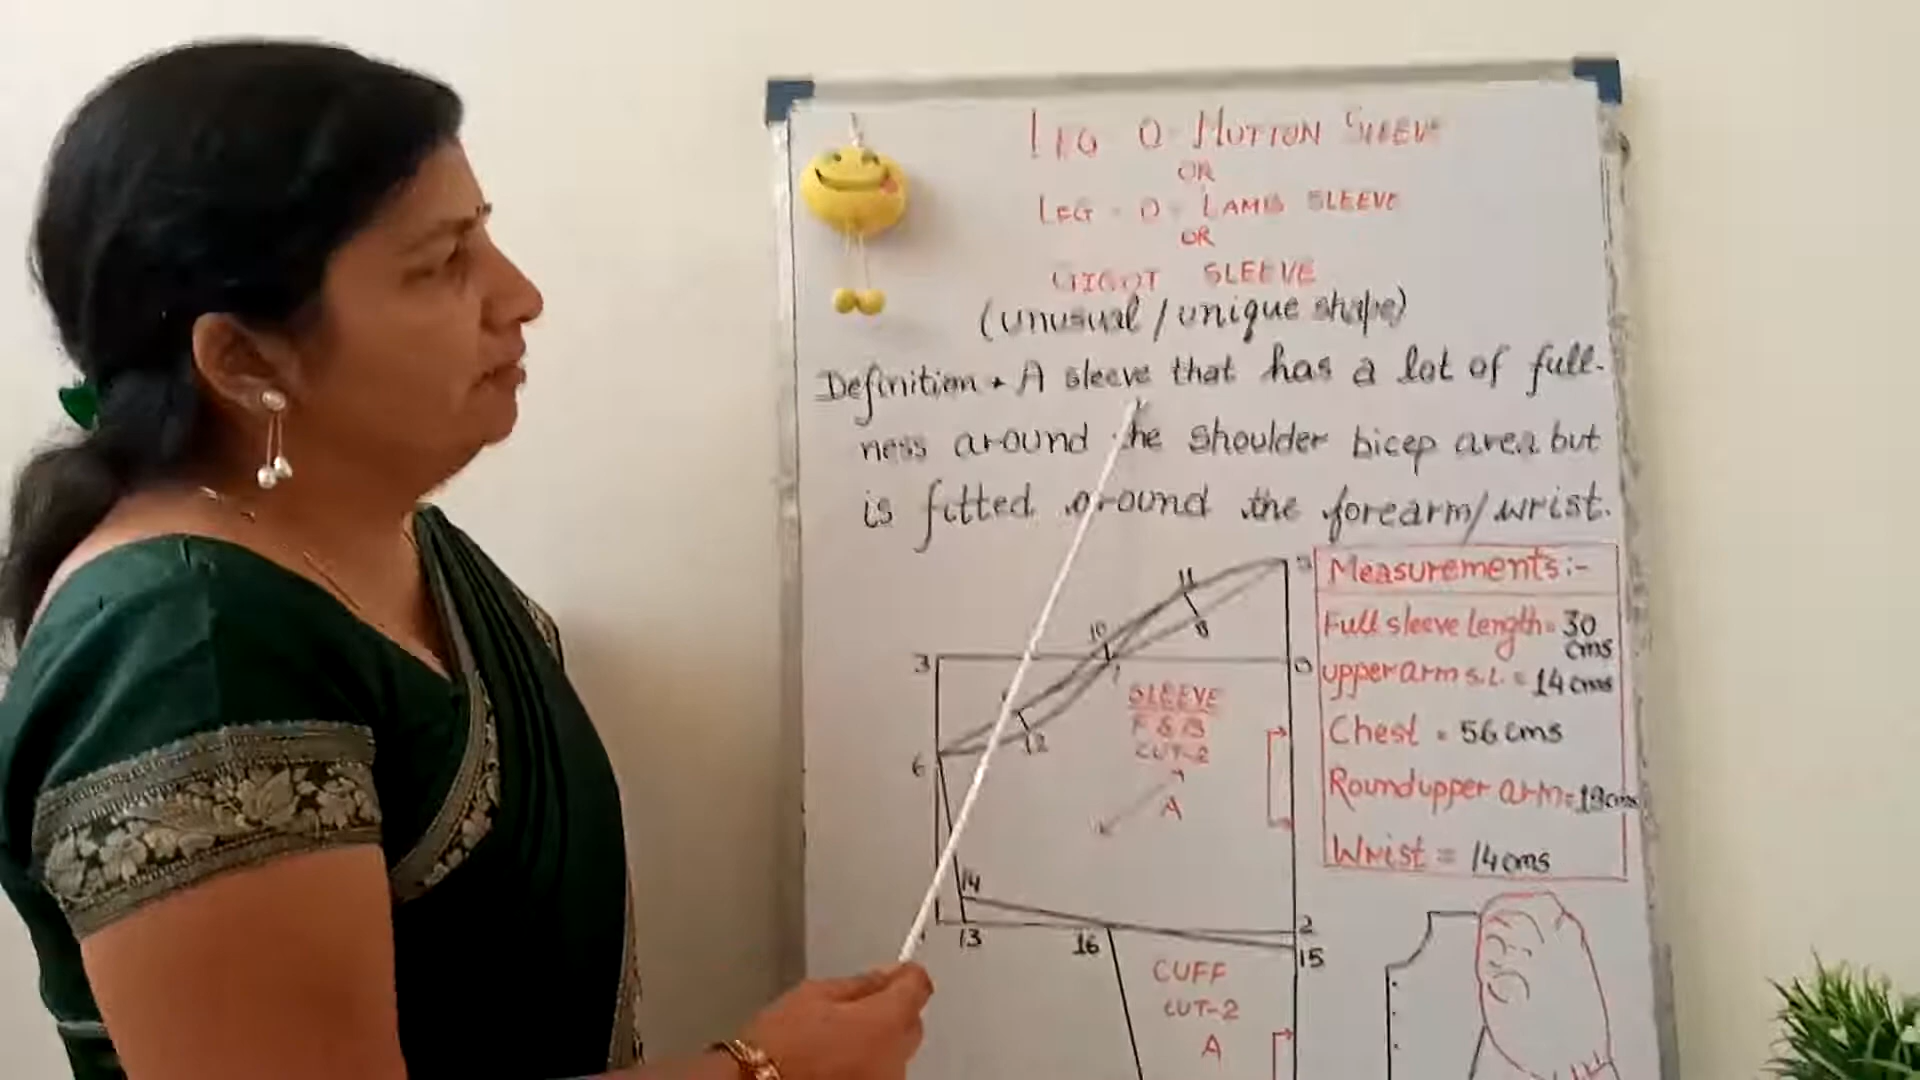 LEG - O - MUTTON SLEEVE
OR
LEG - O - LAMB SLEEVE
OR
GIGOT SLEEVE
(unusual / unique shape)
Definition - A sleeve that has a lot of full-
ness around the shoulder bicep area but
is fitted around the forearm/wrist.
Measurements:-
Full sleeve length = 30
cms
upper arm s.l. = 14 cms
Chest = 56 cms
Round upper arm =
Wrist = 14 cms
11
10
3
0
SLEEVE
F & B
CUT-2
12
6
A
14
13
16
2
15
CUFF
CUT-2
A